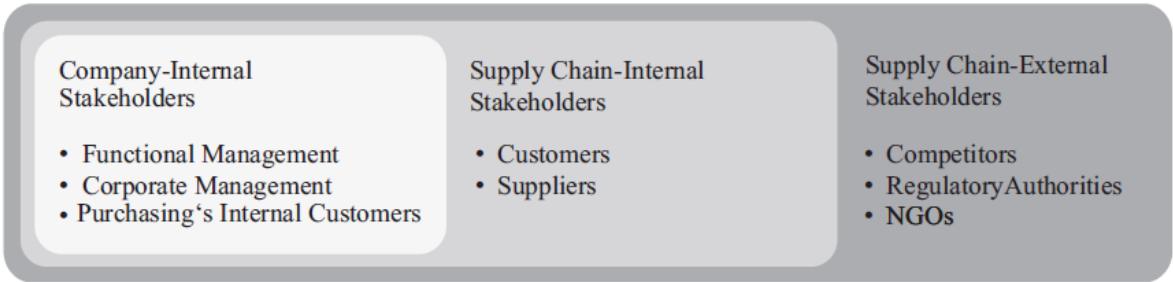 Company-Internal
Stakeholders
• Functional Management
• Corporate Management
• Purchasing‘s Internal Customers
Supply Chain-Internal
Stakeholders
• Customers
• Suppliers
Supply Chain-External
Stakeholders
• Competitors
• RegulatoryAuthorities
• NGOs